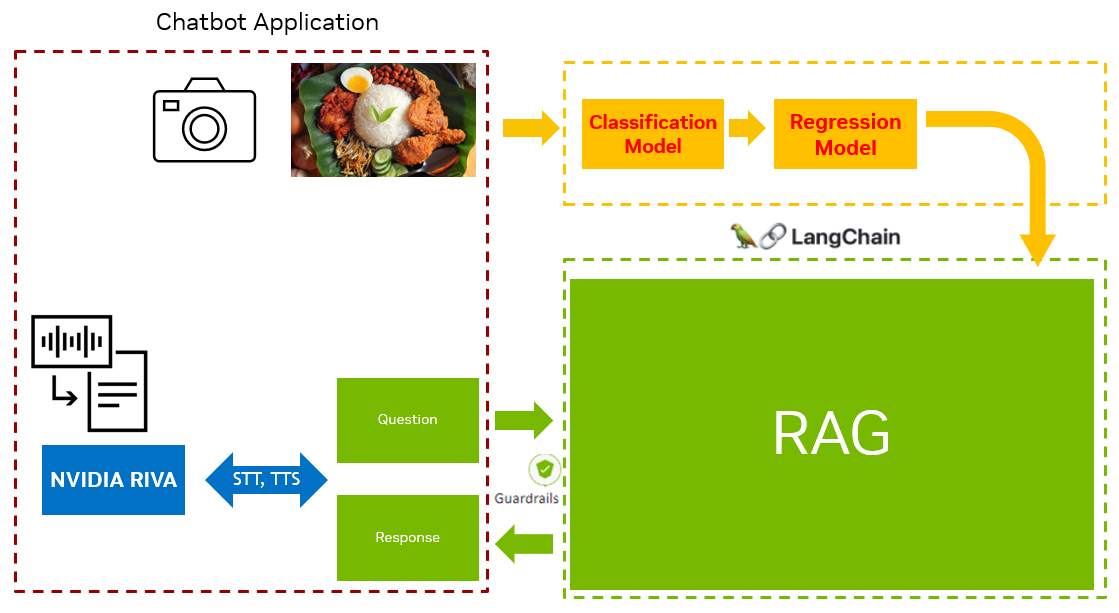 Chatbot Application
Classification
Model
Regression
Model
LangChain
NVIDIA RIVA
STT, TTS
Question
Guardrails
Response
RAG